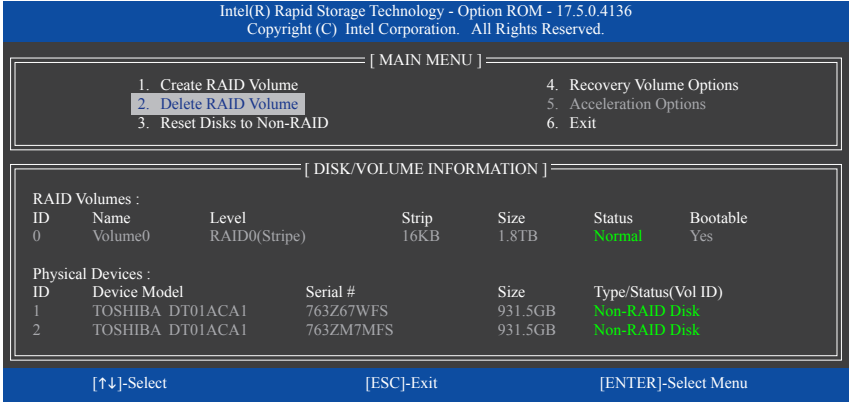 Intel(R) Rapid Storage Technology - Option ROM - 17.5.0.4136
Copyright (C) Intel Corporation. All Rights Reserved.
[ MAIN MENU ]
1. Create RAID Volume 4. Recovery Volume Options
2. Delete RAID Volume 5. Acceleration Options
3. Reset Disks to Non-RAID 6. Exit
[ DISK/VOLUME INFORMATION ]
RAID Volumes :
ID Name Level Strip Size Status Bootable
0 Volume0 RAID0(Stripe) 16KB 1.8TB Normal Yes
Physical Devices :
ID Device Model Serial # Size Type/Status(Vol ID)
1 TOSHIBA DT01ACA1 763Z67WFS 931.5GB Non-RAID Disk
2 TOSHIBA DT01ACA1 763ZM7MFS 931.5GB Non-RAID Disk
[↑↓]-Select [ESC]-Exit [ENTER]-Select Menu